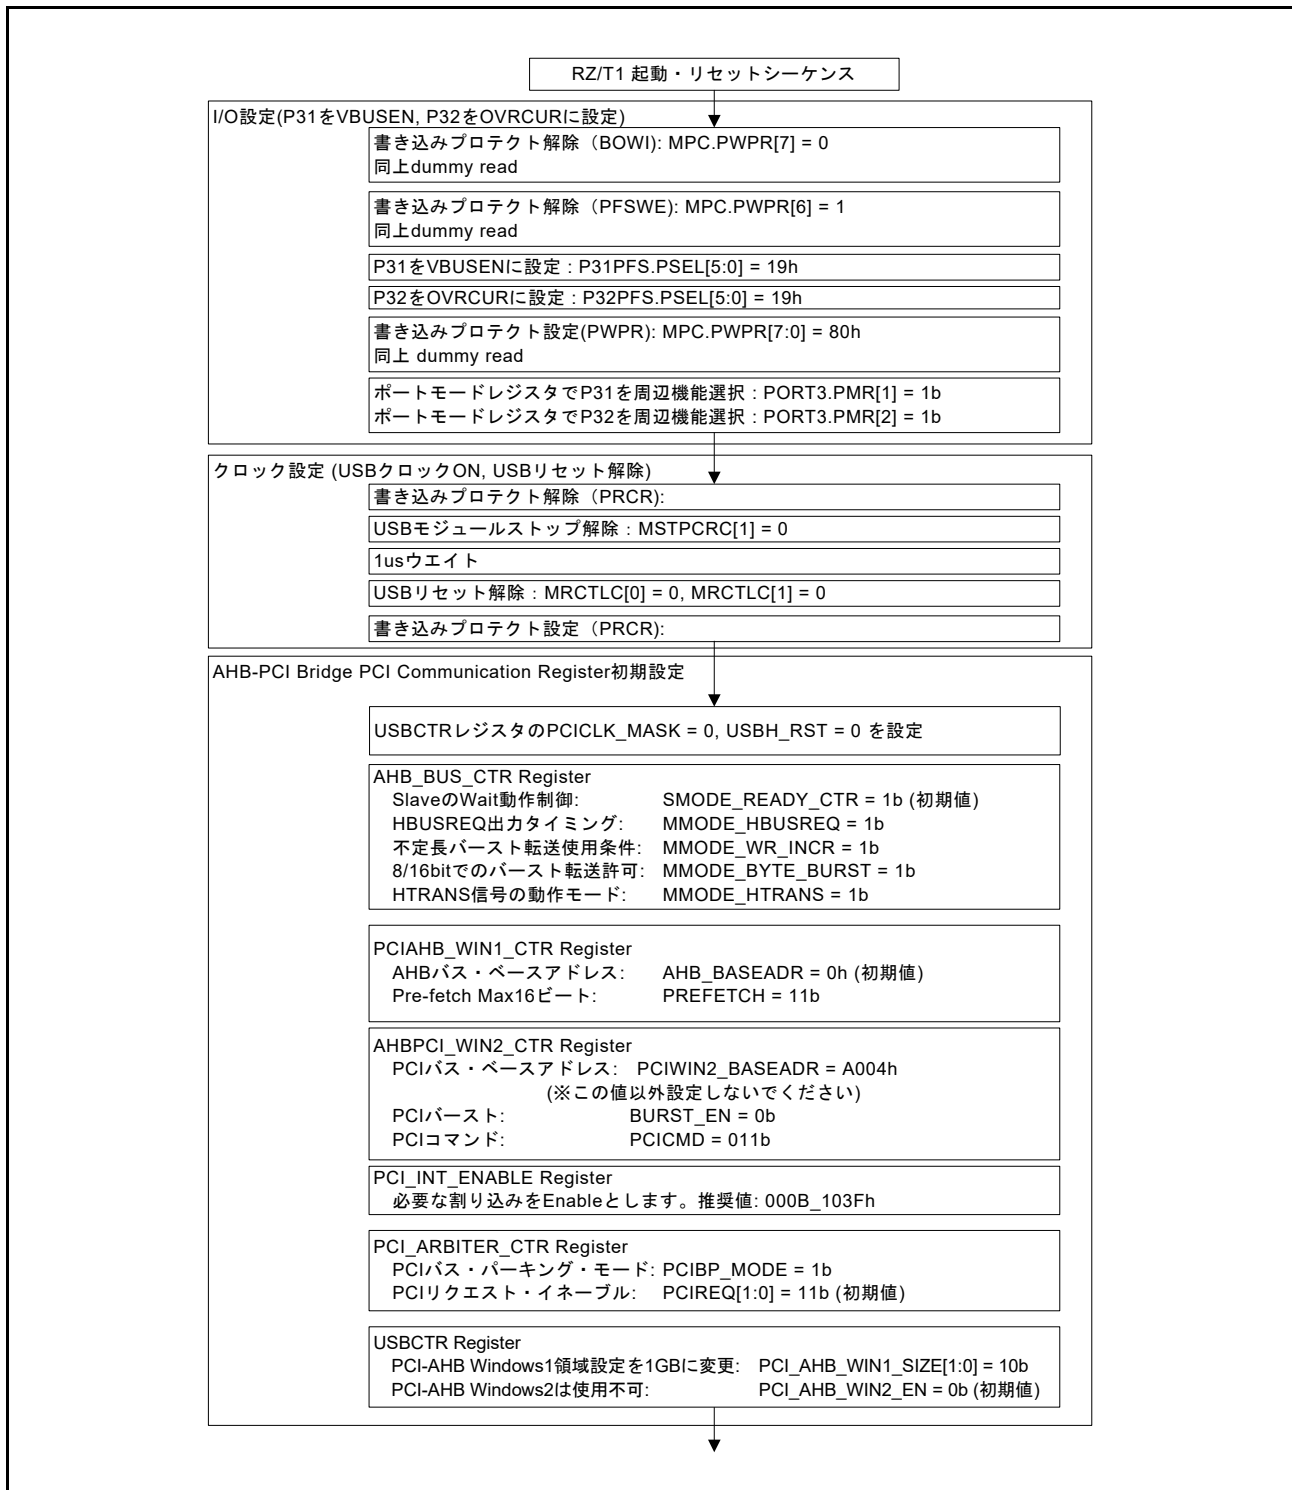 RZ/T1 起動・リセットシーケンス
I/O設定(P31をVBUSEN, P32をOVRCURに設定)
書き込みプロテクト解除（BOWI): MPC.PWPR[7] = 0
同上dummy read
書き込みプロテクト解除（PFSWE): MPC.PWPR[6] = 1
同上dummy read
P31をVBUSENに設定：P31PFS.PSEL[5:0] = 19h
P32をOVRCURに設定：P32PFS.PSEL[5:0] = 19h
書き込みプロテクト設定(PWPR): MPC.PWPR[7:0] = 80h
同上 dummy read
ポートモードレジスタでP31を周辺機能選択：PORT3.PMR[1] = 1b
ポートモードレジスタでP32を周辺機能選択：PORT3.PMR[2] = 1b
クロック設定 (USBクロックON, USBリセット解除)
書き込みプロテクト解除（PRCR):
USBモジュールストップ解除：MSTPCRC[1] = 0
1usウエイト
USBリセット解除：MRCTLC[0] = 0, MRCTLC[1] = 0
書き込みプロテクト設定（PRCR):
AHB-PCI Bridge PCI Communication Register初期設定
USBCTRレジスタのPCICLK_MASK = 0, USBH_RST = 0 を設定
AHB_BUS_CTR Register
SlaveのWait動作制御: SMODE_READY_CTR = 1b (初期値)
HBUSREQ出力タイミング: MMODE_HBUSREQ = 1b
不定長バースト転送使用条件: MMODE_WR_INCR = 1b
8/16bitでのバースト転送許可: MMODE_BYTE_BURST = 1b
HTRANS信号の動作モード: MMODE_HTRANS = 1b
PCIAHB_WIN1_CTR Register
AHBバス・ベースアドレス: AHB_BASEADR = 0h (初期値)
Pre-fetch Max16ビート: PREFETCH = 11b
AHBPCI_WIN2_CTR Register
PCIバス・ベースアドレス: PCIWIN2_BASEADR = A004h
(※この値以外設定しないでください)
PCIバースト: BURST_EN = 0b
PCIコマンド: PCICMD = 011b
PCI_INT_ENABLE Register
必要な割り込みをEnableとします。推奨値: 000B_103Fh
PCI_ARBITER_CTR Register
PCIバス・パーキング・モード: PCIBP_MODE = 1b
PCIリクエスト・イネーブル: PCIREQ[1:0] = 11b (初期値)
USBCTR Register
PCI-AHB Windows1領域設定を1GBに変更: PCI_AHB_WIN1_SIZE[1:0] = 10b
PCI-AHB Windows2は使用不可: PCI_AHB_WIN2_EN = 0b (初期値)